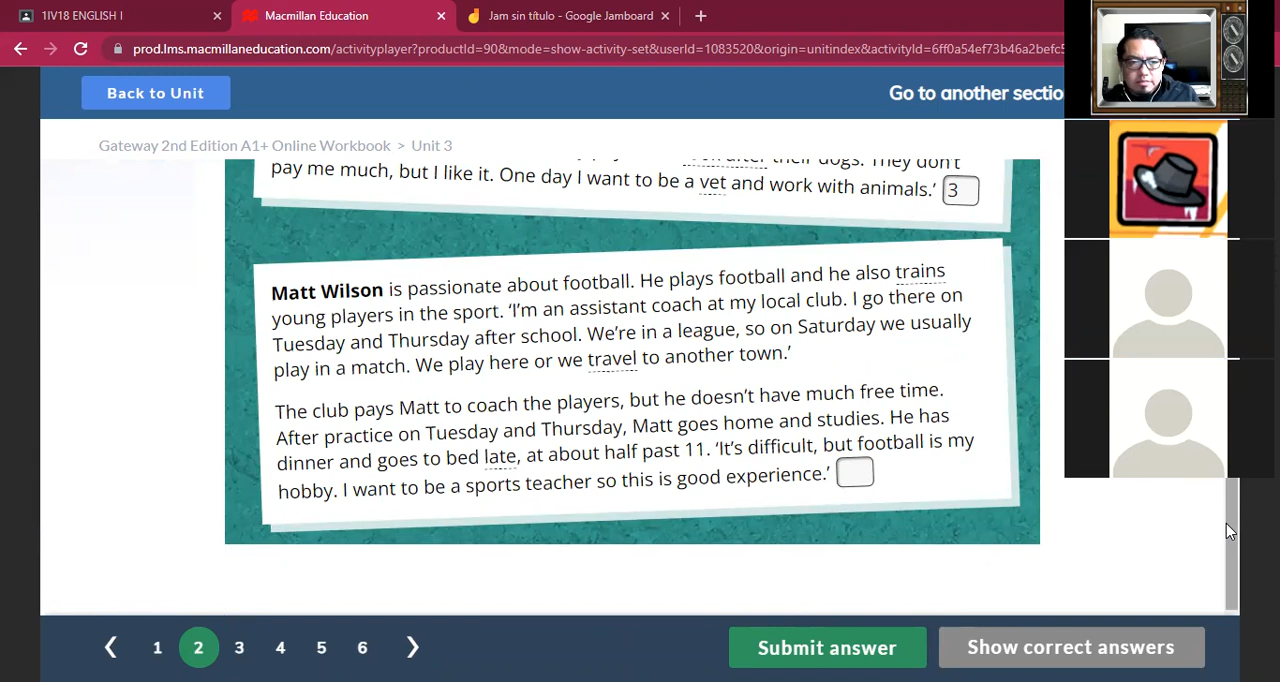 1IV18 ENGLISH I
Macmillan Education
Jam sin título - Google Jamboard
prod.lms.macmillaneducation.com/activityplayer?productId=90&mode=show-activity-set&userId=1083520&origin=unitindex&activityId=6ff0a54ef73b46a2befc5
Back to Unit
Go to another sectio
Gateway 2nd Edition A1+ Online Workbook > Unit 3
their dogs. They don't
pay me much, but I like it. One day I want to be a vet and work with animals.' 3
Matt Wilson is passionate about football. He plays football and he also trains
young players in the sport. 'I'm an assistant coach at my local club. I go there on
Tuesday and Thursday after school. We're in a league, so on Saturday we usually
play in a match. We play here or we travel to another town.'
The club pays Matt to coach the players, but he doesn't have much free time.
After practice on Tuesday and Thursday, Matt goes home and studies. He has
dinner and goes to bed late, at about half past 11. 'It's difficult, but football is my
hobby. I want to be a sports teacher so this is good experience.'
1 2 3 4 5 6
Submit answer
Show correct answers